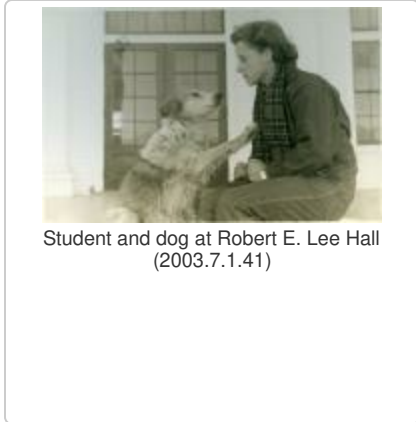 Student and dog at Robert E. Lee Hall
(2003.7.1.41)